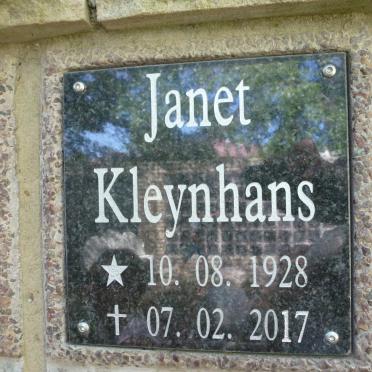 Janet
Kleynhans
★ 10. 08. 1928
✝ 07. 02. 2017